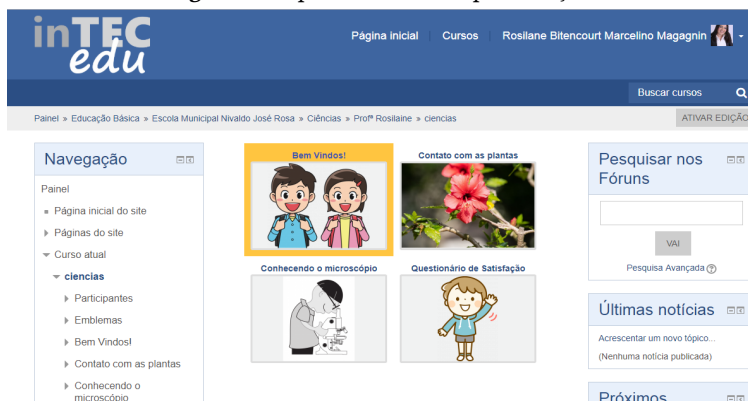 inTEC
edu
Página inicial Cursos Rosilane Bitencourt Marcelino Magagnin
Buscar cursos
Painel » Educação Básica » Escola Municipal Nivaldo José Rosa » Ciências » Profª Rosilaine » ciencias
ATIVAR EDIÇÃO
Navegação
Painel
Página inicial do site
Páginas do site
Curso atual
ciencias
Participantes
Emblemas
Bem Vindos!
Contato com as plantas
Conhecendo o
microscópio
Bem Vindos!
Contato com as plantas
Conhecendo o microscópio
Questionário de Satisfação
Pesquisar nos
Fóruns
VAI
Pesquisa Avançada
Últimas notícias
Acrescentar um novo tópico...
(Nenhuma notícia publicada)
Próximos